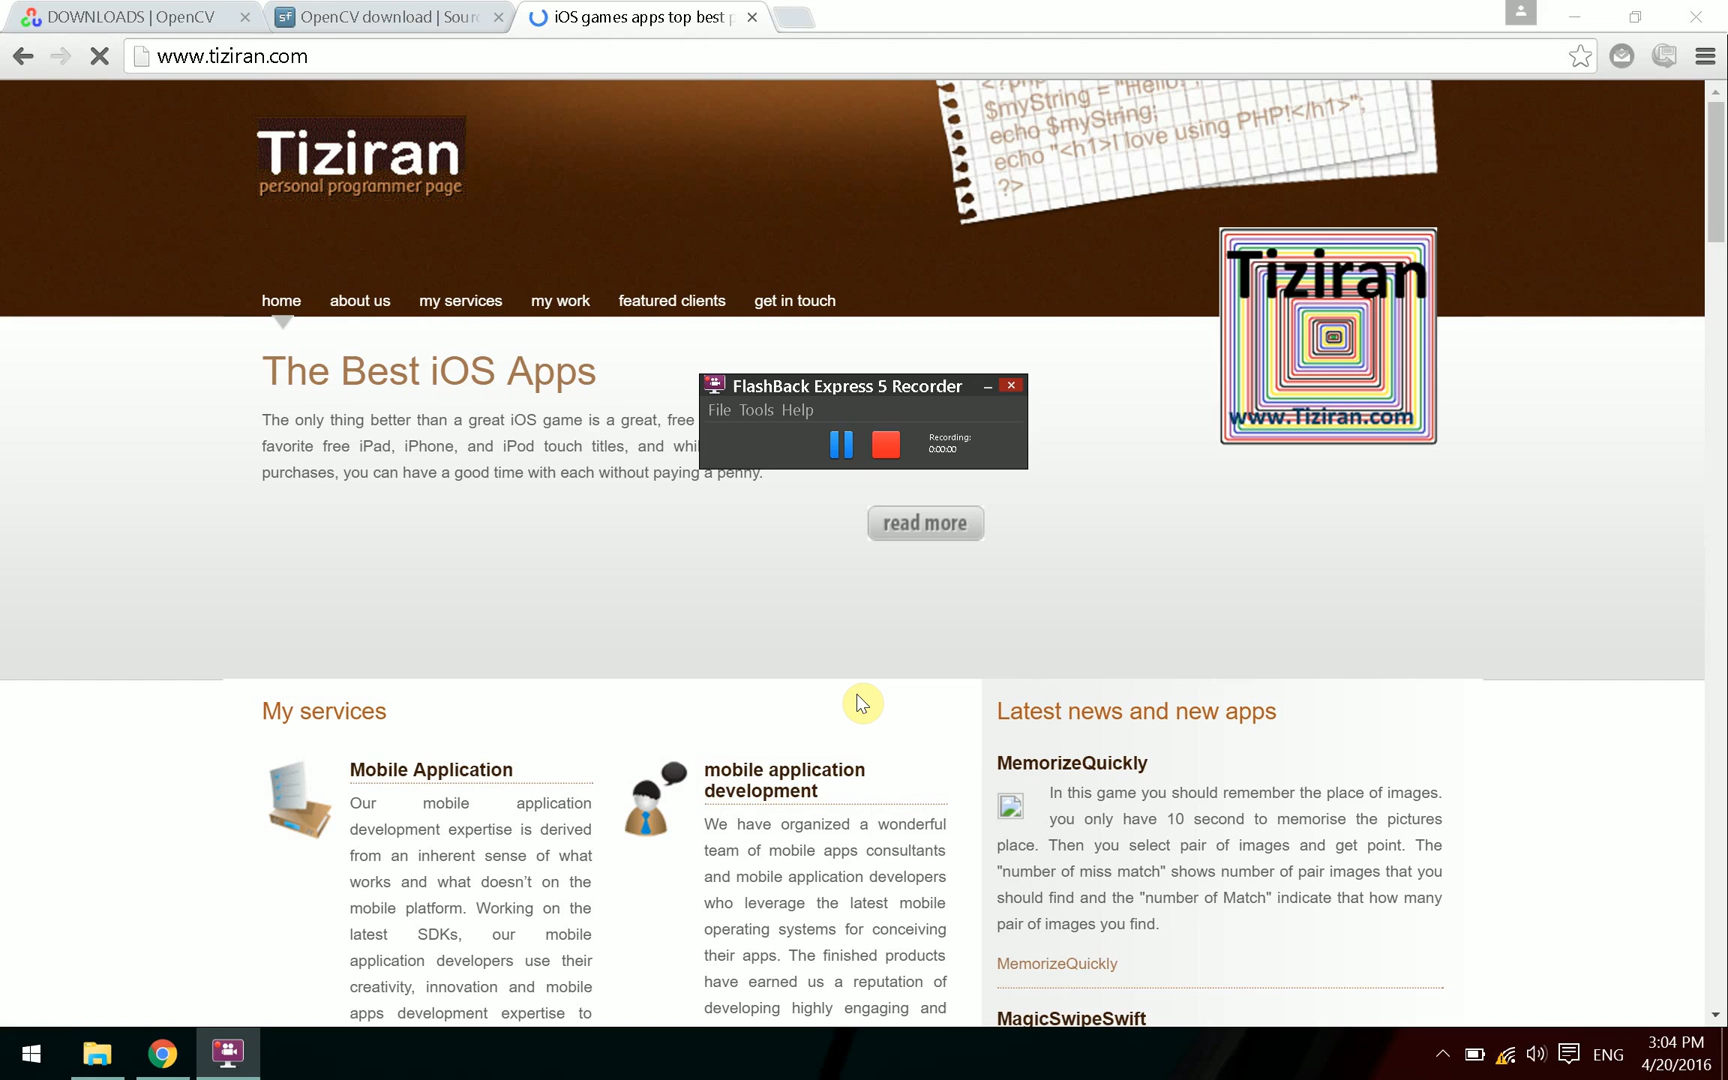 DOWNLOADS | OpenCV
sf OpenCV download | Sour
iOS games apps top best p
www.tiziran.com
$myString = "Hello!
echo $myString;
echo "<h1>I love using PHP!</h1>";
?>
Tiziran
personal programmer page
Tiziran
www.Tiziran.com
home about us my services my work featured clients get in touch
The Best iOS Apps
The only thing better than a great iOS game is a great, free
favorite free iPad, iPhone, and iPod touch titles, and whil
purchases, you can have a good time with each without paying a penny.
FlashBack Express 5 Recorder
File Tools Help
Recording:
0:00:00
read more
My services
Mobile Application
Our mobile application
development expertise is derived
from an inherent sense of what
works and what doesn't on the
mobile platform. Working on the
latest SDKs, our mobile
application developers use their
creativity, innovation and mobile
apps development expertise to
mobile application
development
We have organized a wonderful
team of mobile apps consultants
and mobile application developers
who leverage the latest mobile
operating systems for conceiving
their apps. The finished products
have earned us a reputation of
developing highly engaging and
Latest news and new apps
MemorizeQuickly
In this game you should remember the place of images.
you only have 10 second to memorise the pictures
place. Then you select pair of images and get point. The
"number of miss match" shows number of pair images that you
should find and the "number of Match" indicate that how many
pair of images you find.
MemorizeQuickly
MagicSwipeSwift
ENG
3:04 PM
4/20/2016